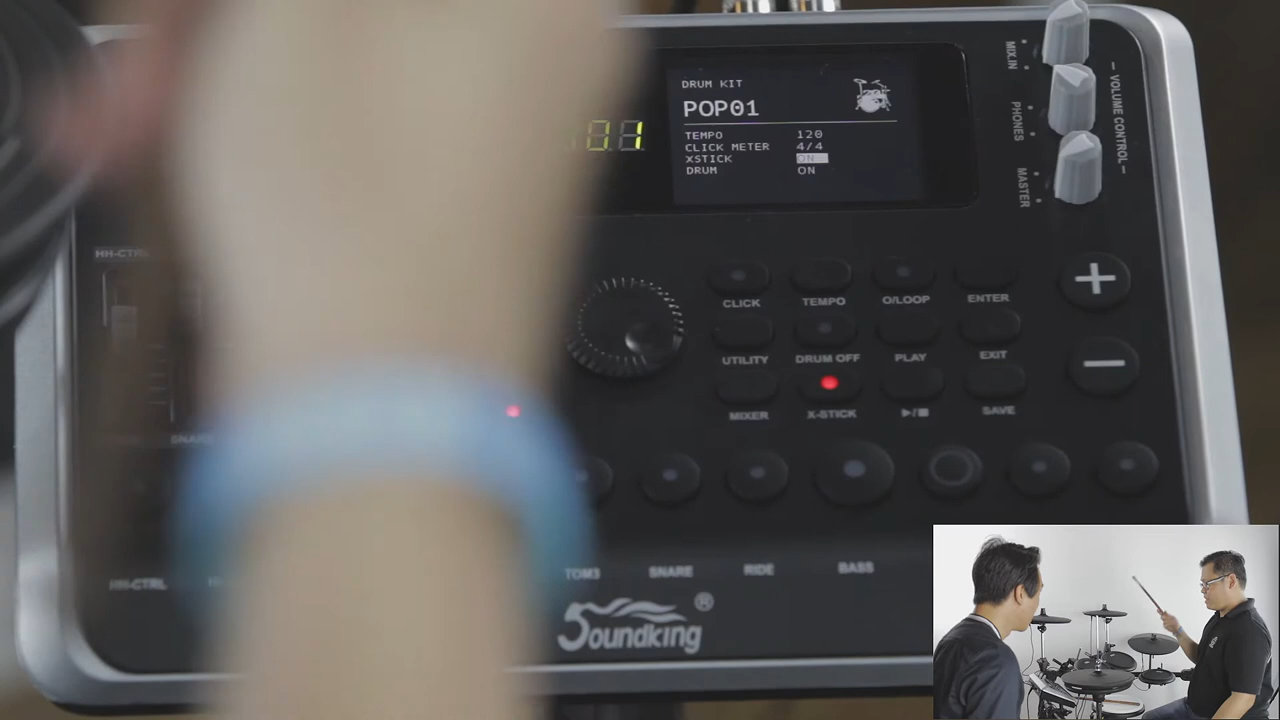 DRUM KIT
POP01
TEMPO 120
CLICK METER 4/4
XSTICK ON
DRUM ON
01
MIX.IN
PHONES
MASTER
— VOLUME CONTROL —
CLICK TEMPO O/LOOP ENTER
UTILITY DRUM OFF PLAY EXIT
MIXER X-STICK SAVE
HH-CTRL TOM3 SNARE RIDE BASS
Soundking®